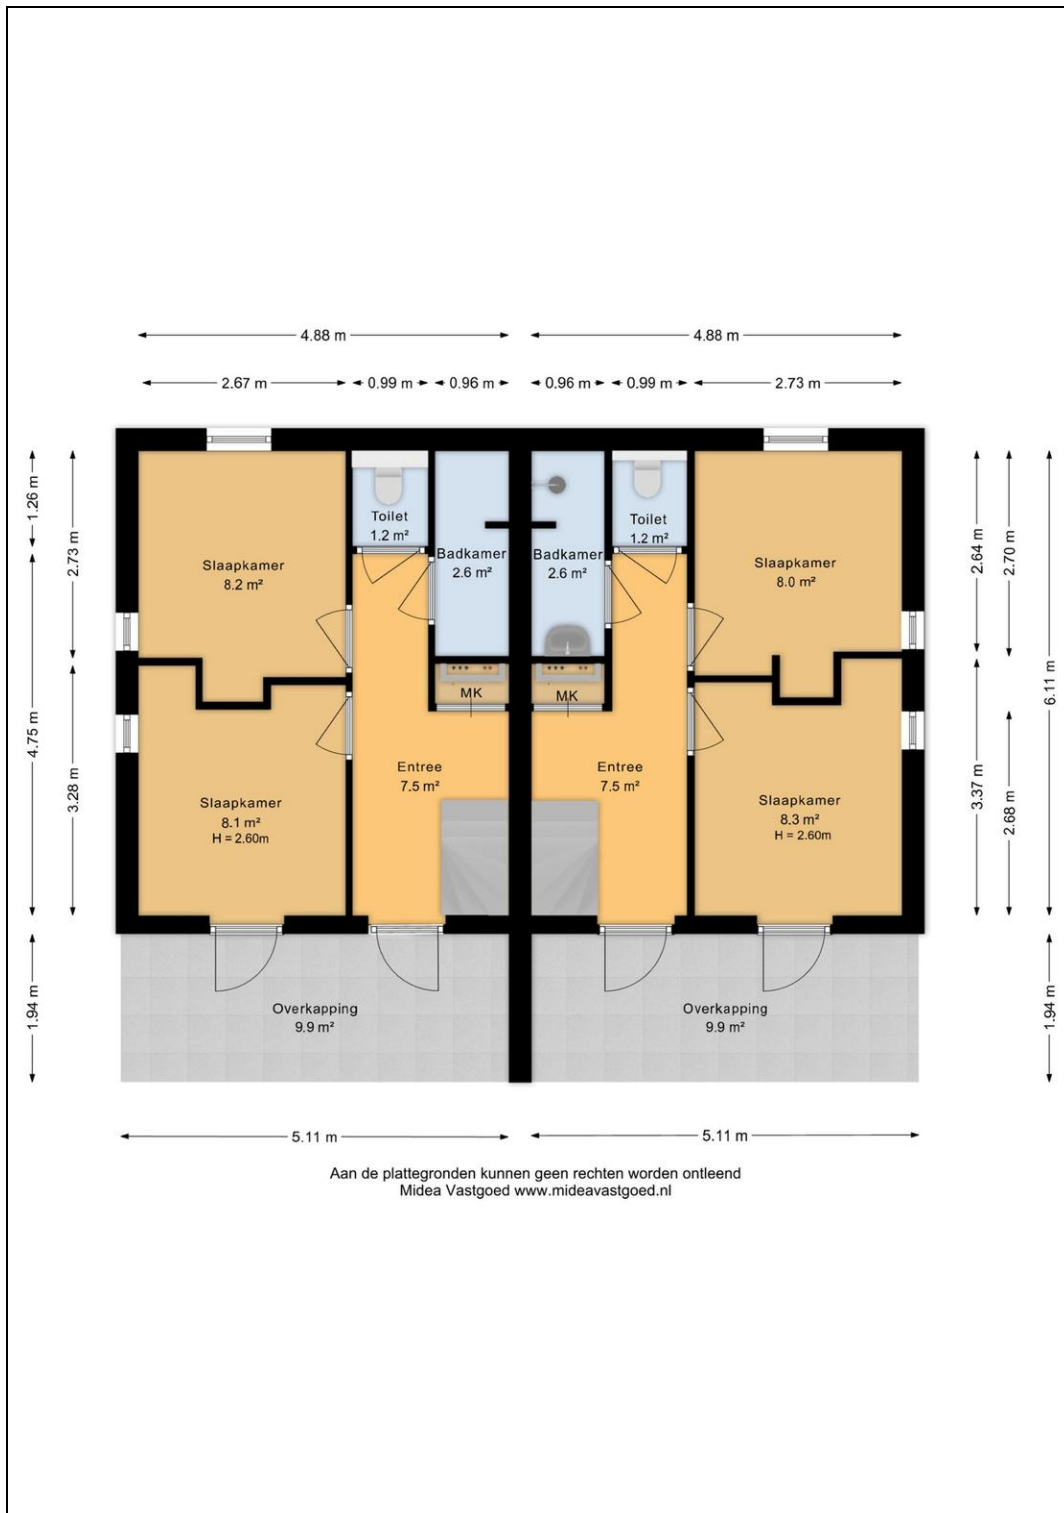 4.88 m
4.88 m
2.67 m
0.99 m
0.96 m
0.96 m
0.99 m
2.73 m
1.26 m
2.73 m
4.75 m
3.28 m
1.94 m
Toilet
1.2 m²
Slaapkamer
8.2 m²
Badkamer
2.6 m²
Badkamer
2.6 m²
Toilet
1.2 m²
Slaapkamer
8.0 m²
MK
MK
Entree
7.5 m²
Entree
7.5 m²
Slaapkamer
8.1 m²
H = 2.60m
Slaapkamer
8.3 m²
H = 2.60m
Overkapping
9.9 m²
Overkapping
9.9 m²
2.64 m
2.70 m
6.11 m
3.37 m
2.68 m
1.94 m
5.11 m
5.11 m
Aan de plattegronden kunnen geen rechten worden ontleend
Midea Vastgoed www.mideavastgoed.nl